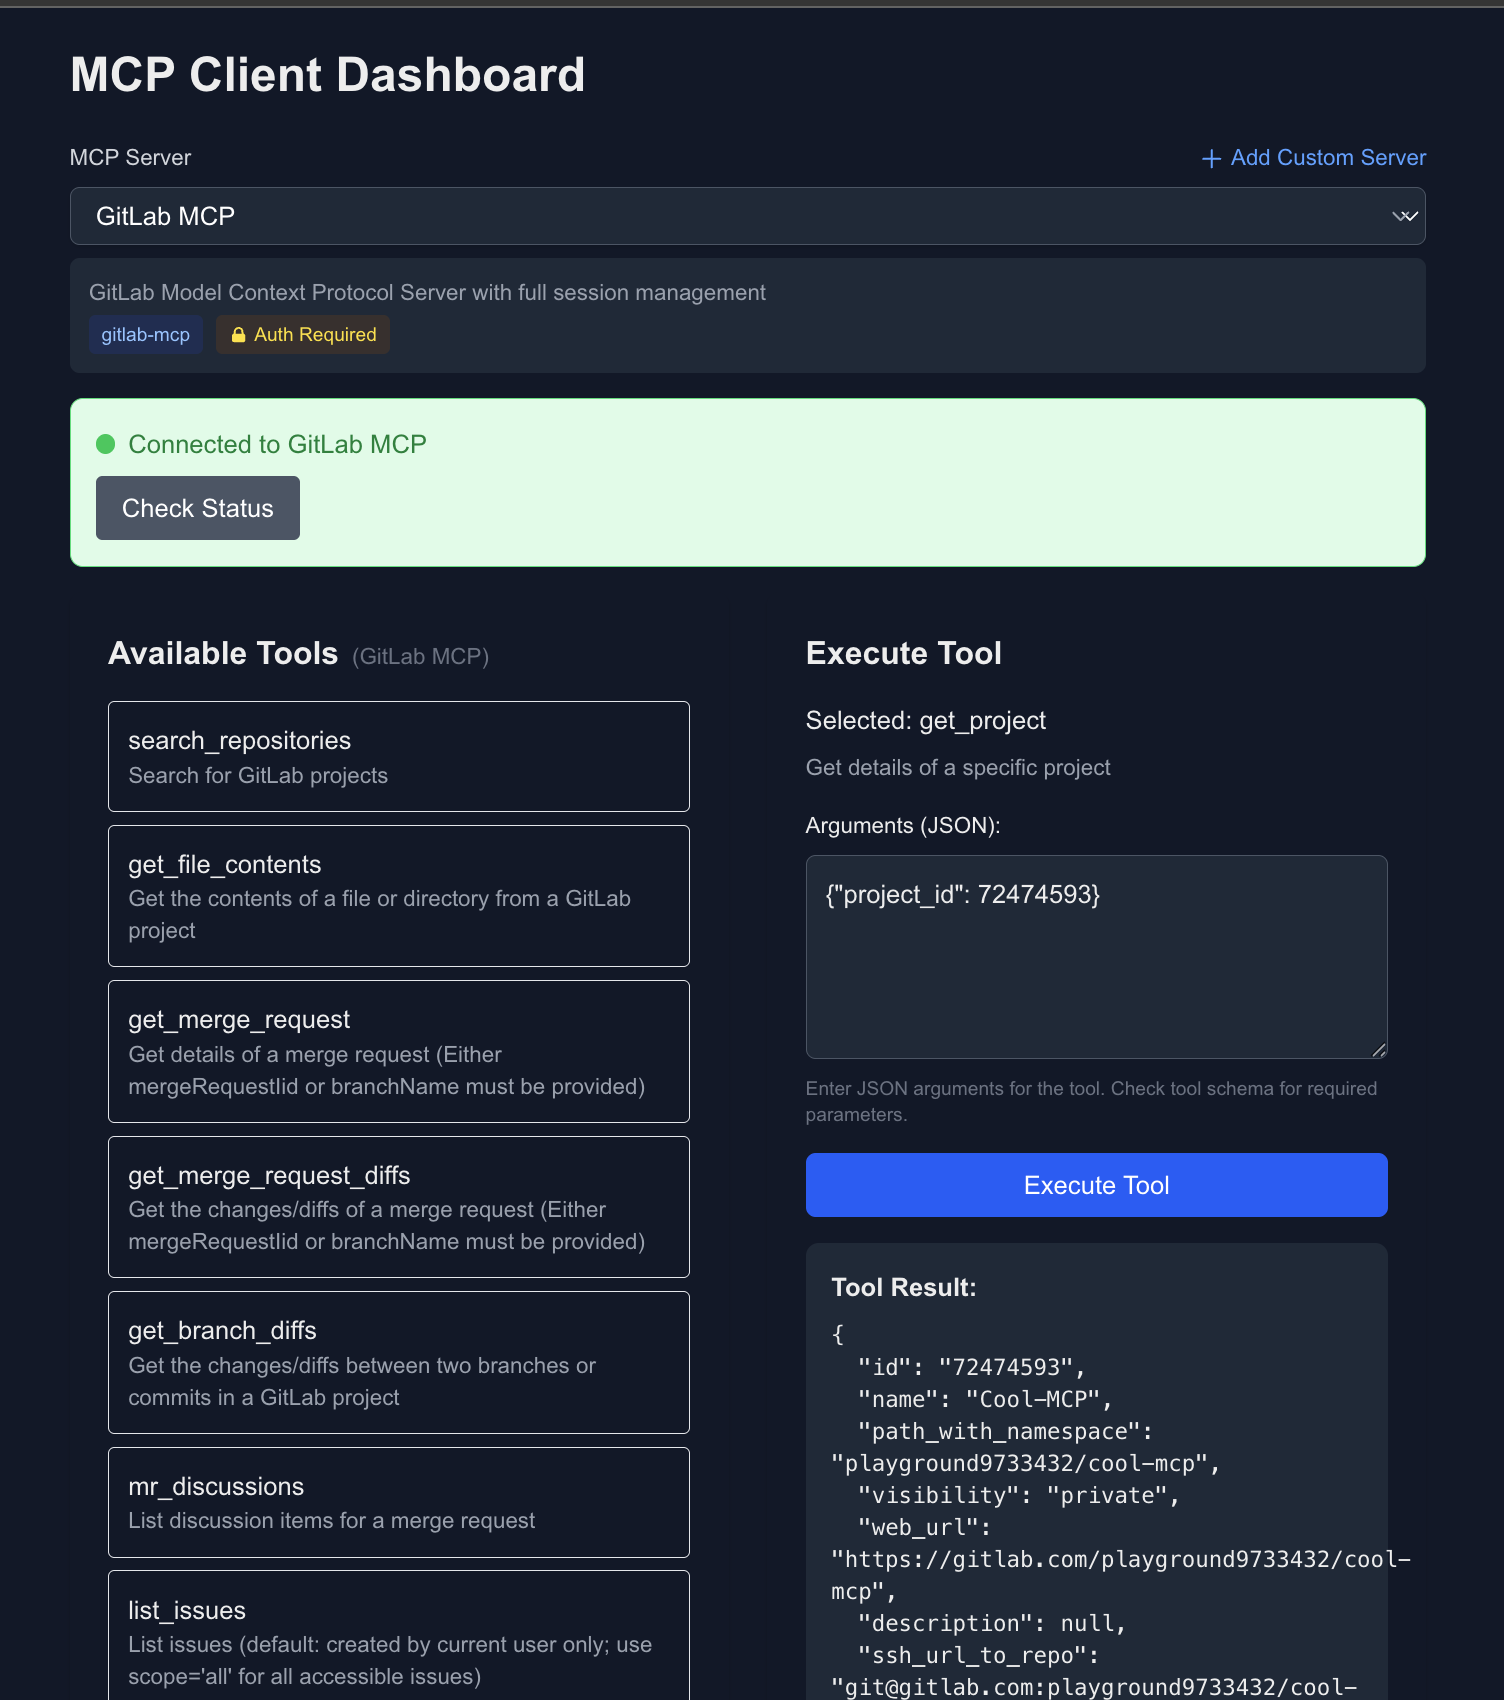 MCP Client Dashboard
MCP Server
+ Add Custom Server
GitLab MCP
GitLab Model Context Protocol Server with full session management
gitlab-mcp
Auth Required
Connected to GitLab MCP
Check Status
Available Tools (GitLab MCP)
search_repositories
Search for GitLab projects
get_file_contents
Get the contents of a file or directory from a GitLab
project
get_merge_request
Get details of a merge request (Either
mergeRequestIid or branchName must be provided)
get_merge_request_diffs
Get the changes/diffs of a merge request (Either
mergeRequestIid or branchName must be provided)
get_branch_diffs
Get the changes/diffs between two branches or
commits in a GitLab project
mr_discussions
List discussion items for a merge request
list_issues
List issues (default: created by current user only; use
scope='all' for all accessible issues)
Execute Tool
Selected: get_project
Get details of a specific project
Arguments (JSON):
{"project_id": 72474593}
Enter JSON arguments for the tool. Check tool schema for required
parameters.
Execute Tool
Tool Result:
{
"id": "72474593",
"name": "Cool-MCP",
"path_with_namespace":
"playground9733432/cool-mcp",
"visibility": "private",
"web_url":
"https://gitlab.com/playground9733432/cool-
mcp",
"description": null,
"ssh_url_to_repo":
"git@gitlab.com:playground9733432/cool-